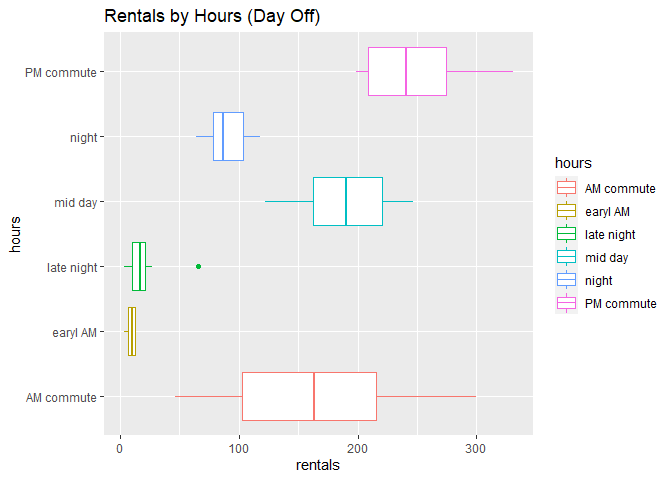 Rentals by Hours (Day Off)
PM commute
night
mid day
late night
earyl AM
AM commute
0 100 200 300
rentals
hours
hours
AM commute
earyl AM
late night
mid day
night
PM commute